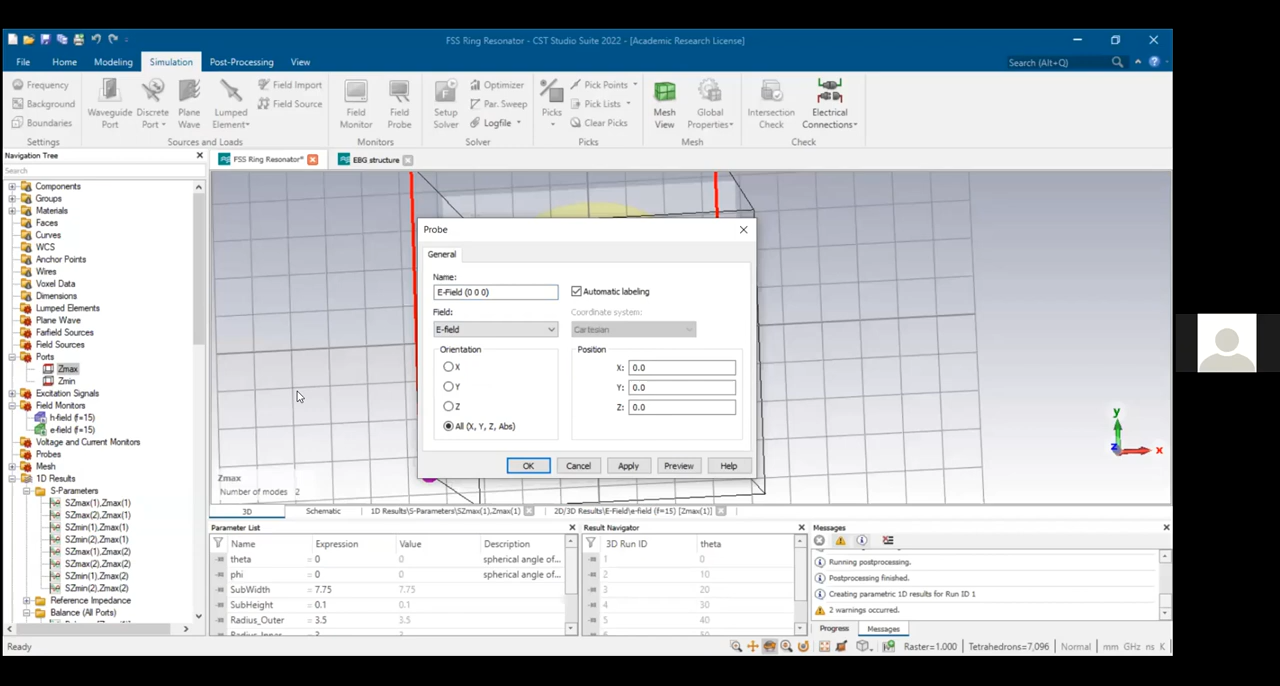 FSS Ring Resonator - CST Studio Suite 2022 - [Academic Research License]
File Home Modeling Simulation Post-Processing View
Search (Alt+Q)
Frequency
Background
Boundaries
Settings
Waveguide Port
Discrete Port
Plane Wave
Lumped Element
Field Import
Field Source
Sources and Loads
Field Monitor
Field Probe
Monitors
Setup Solver
Optimizer
Par. Sweep
Logfile
Solver
Picks
Pick Points
Pick Lists
Clear Picks
Picks
Mesh View
Global Properties
Mesh
Intersection Check
Electrical Connections
Check
Navigation Tree
Search
Components
Groups
Materials
Faces
Curves
WCS
Anchor Points
Wires
Voxel Data
Dimensions
Lumped Elements
Plane Wave
Farfield Sources
Field Sources
Ports
Zmax
Zmin
Excitation Signals
Field Monitors
h-field (f=15)
e-field (f=15)
Voltage and Current Monitors
Probes
Mesh
1D Results
S-Parameters
SZmax(1),Zmax(1)
SZmax(2),Zmax(1)
SZmin(1),Zmax(1)
SZmin(2),Zmax(1)
SZmax(1),Zmax(2)
SZmax(2),Zmax(2)
SZmin(1),Zmax(2)
SZmin(2),Zmax(2)
Reference Impedance
Balance (All Ports)
FSS Ring Resonator*
EBG structure
Probe
General
Name:
E-Field (0 0 0)
Automatic labeling
Field:
E-field
Coordinate system:
Cartesian
Orientation
X
Y
Z
All (X, Y, Z, Abs)
Position
X: 0.0
Y: 0.0
Z: 0.0
OK Cancel Apply Preview Help
y
x
z
Zmax
Number of modes 2
3D Schematic 1D Results\S-Parameters\SZmax(1),Zmax(1) 2D/3D Results\E-Field\e-field (f=15) [Zmax(1)]
Parameter List
Name Expression Value Description
theta = 0 0 spherical angle of...
phi = 0 0 spherical angle of...
SubWidth = 7.75 7.75
SubHeight = 0.1 0.1
Radius_Outer = 3.5 3.5
Result Navigator
3D Run ID theta
1 0
2 10
3 20
4 30
5 40
Messages
Running postprocessing.
Postprocessing finished.
Creating parametric 1D results for Run ID 1
2 warnings occurred.
Progress Messages
Ready
Raster=1.000 Tetrahedrons=7,096 Normal mm GHz ns K